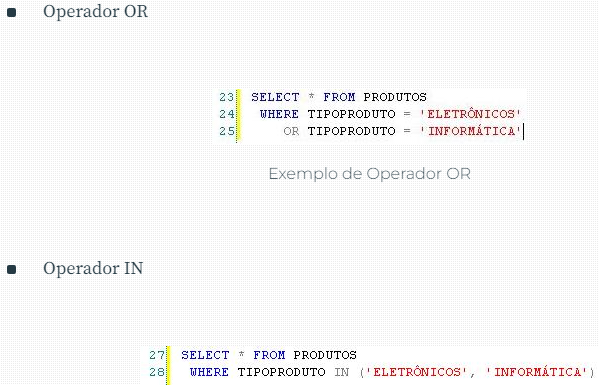 Operador OR
23 SELECT * FROM PRODUTOS
24 WHERE TIPOPRODUTO = 'ELETRÔNICOS'
25 OR TIPOPRODUTO = 'INFORMÁTICA'
Exemplo de Operador OR
Operador IN
27 SELECT * FROM PRODUTOS
28 WHERE TIPOPRODUTO IN ('ELETRÔNICOS', 'INFORMÁTICA')